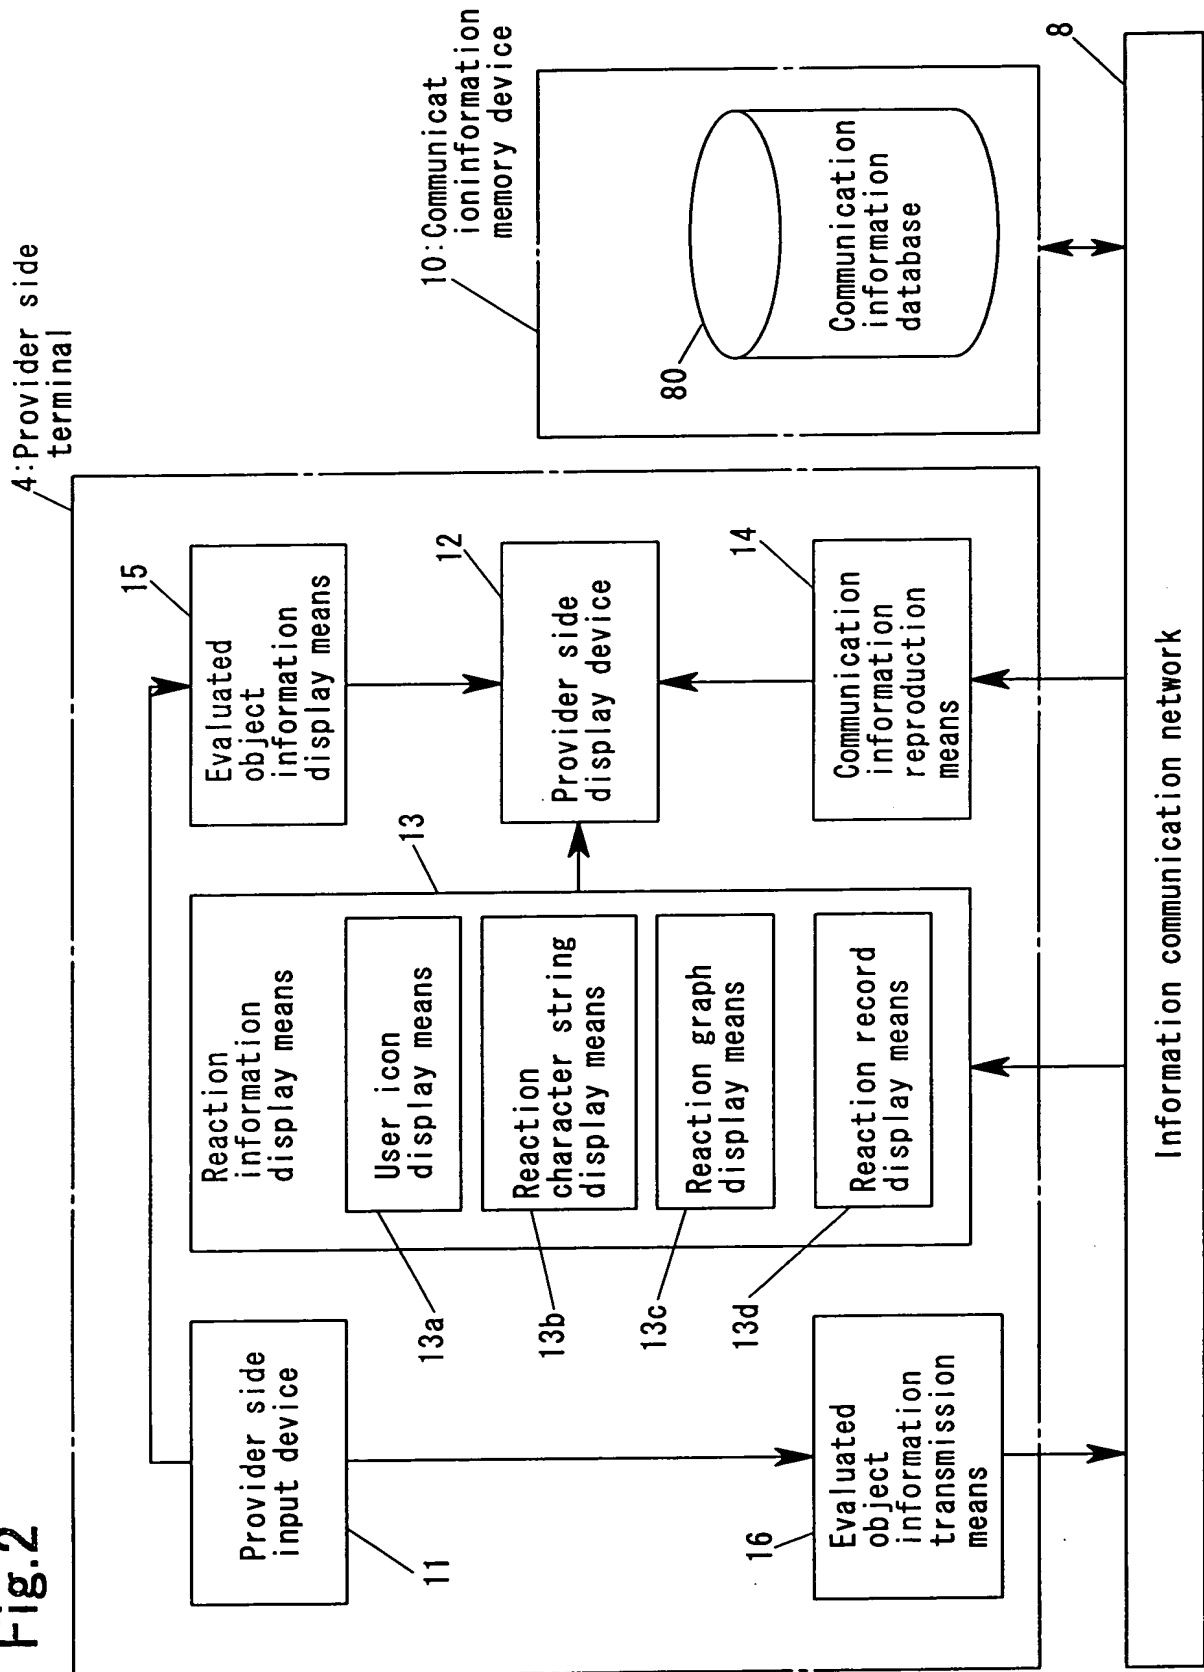 Fig.2
4:Provider side
terminal
Provider side
input device
11
Reaction
information
display means
13
User icon
display means
13a
Reaction
character string
display means
13b
Reaction graph
display means
13c
Reaction record
display means
13d
Evaluated
object
information
display means
15
Provider side
display device
12
Communication
information
reproduction
means
14
Evaluated
object
information
transmission
means
16
10:Communicat
ioninformation
memory device
80
Communication
information
database
8
Information communication network